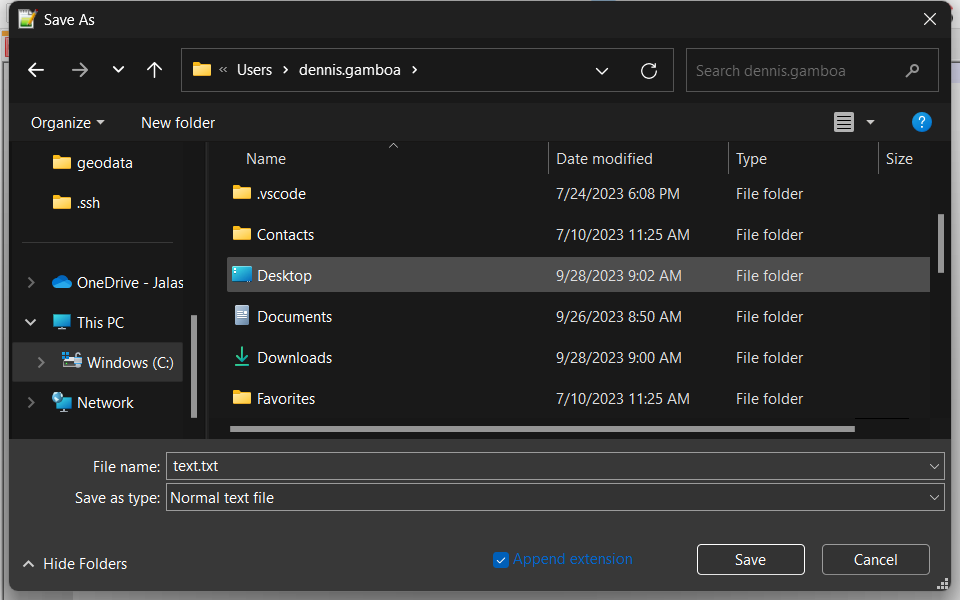 Save As
« Users > dennis.gamboa >
Search dennis.gamboa
Organize
New folder
?
geodata
.ssh
OneDrive - Jalas
This PC
Windows (C:)
Network
Name Date modified Type Size
.vscode 7/24/2023 6:08 PM File folder
Contacts 7/10/2023 11:25 AM File folder
Desktop 9/28/2023 9:02 AM File folder
Documents 9/26/2023 8:50 AM File folder
Downloads 9/28/2023 9:00 AM File folder
Favorites 7/10/2023 11:25 AM File folder
File name: text.txt
Save as type: Normal text file
Hide Folders
Append extension
Save
Cancel